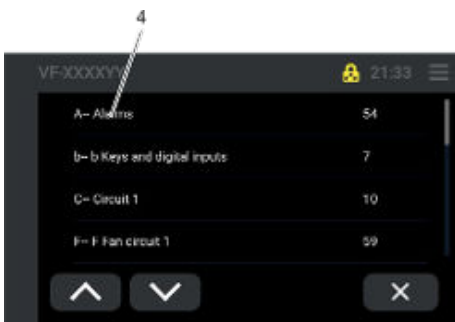 4
VF-XXXXYY
21:33
A-- Alarms 54
b-- b Keys and digital inputs 7
C-- Circuit 1 10
F-- F Fan circuit 1 59